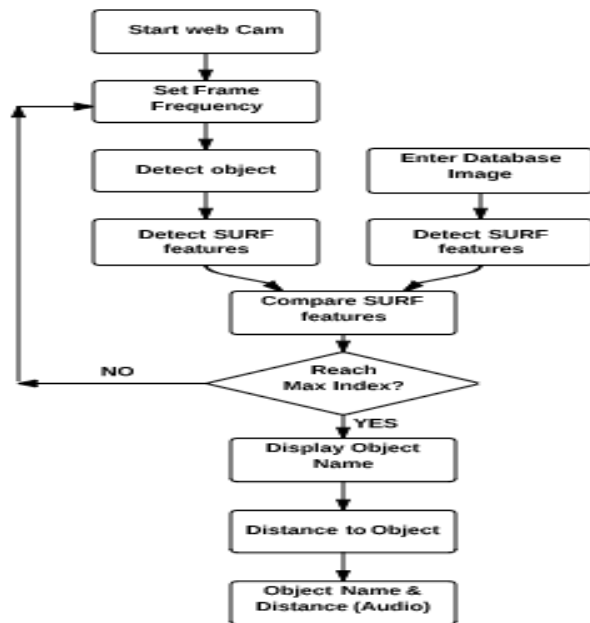 Start web Cam
Set Frame
Frequency
Detect object
Enter Database
Image
Detect SURF
features
Detect SURF
features
Compare SURF
features
Reach
Max Index?
NO
YES
Display Object
Name
Distance to Object
Object Name &
Distance (Audio)